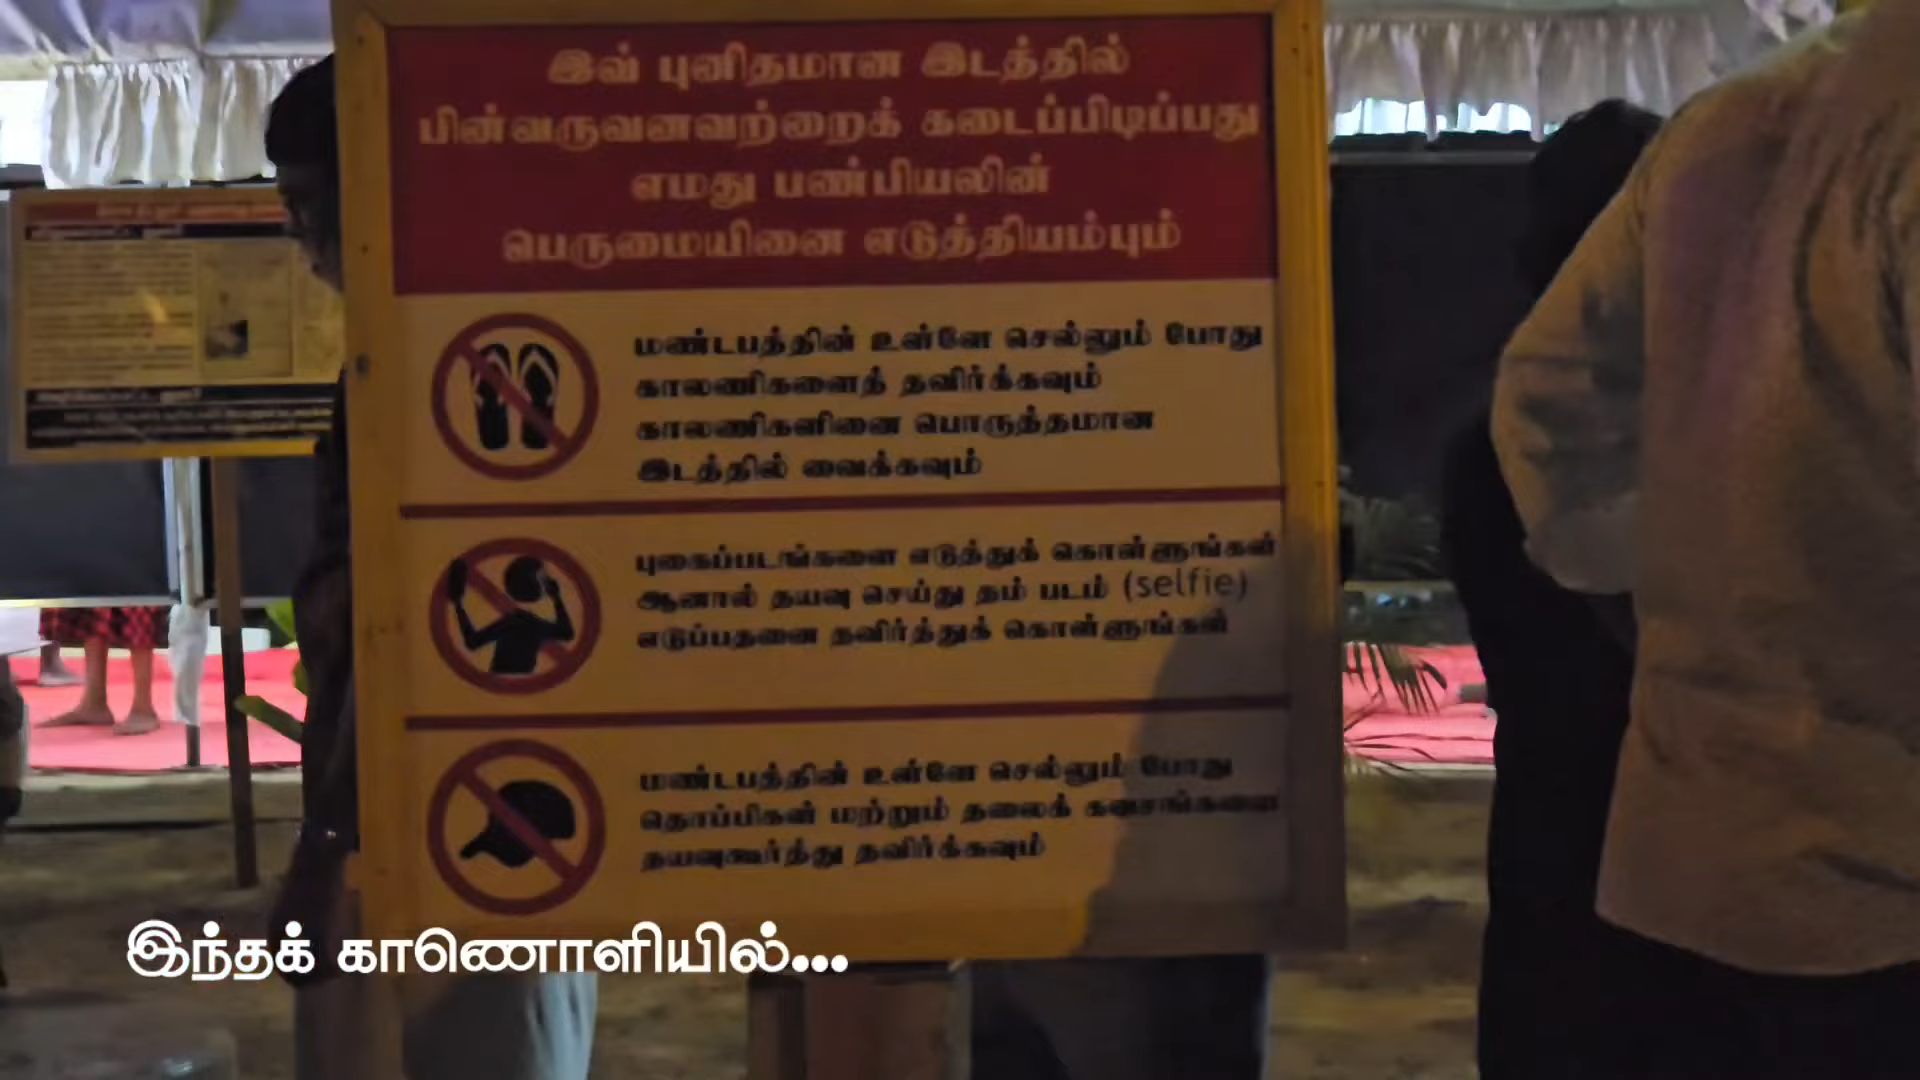 இவ் புனிதமான இடத்தில்
பின்வருவனவற்றைக் கடைப்பிடிப்பது
எமது பண்பியலின்
பெருமையினை எடுத்தியம்பும்
மண்டபத்தின் உள்ளே செல்லும் போது
காலணிகளைத் தவிர்க்கவும்
காலணிகளினை பொருத்தமான
இடத்தில் வைக்கவும்
புகைப்படங்களை எடுத்துக் கொள்ளுங்கள்
ஆனால் தயவு செய்து தம் படம் (selfie)
எடுப்பதனை தவிர்த்துக் கொள்ளுங்கள்
மண்டபத்தின் உள்ளே செல்லும் போது
தொப்பிகள் மற்றும் தலைக் கவசங்களை
தயவுகூர்ந்து தவிர்க்கவும்
இந்தக் காணொளியில்...